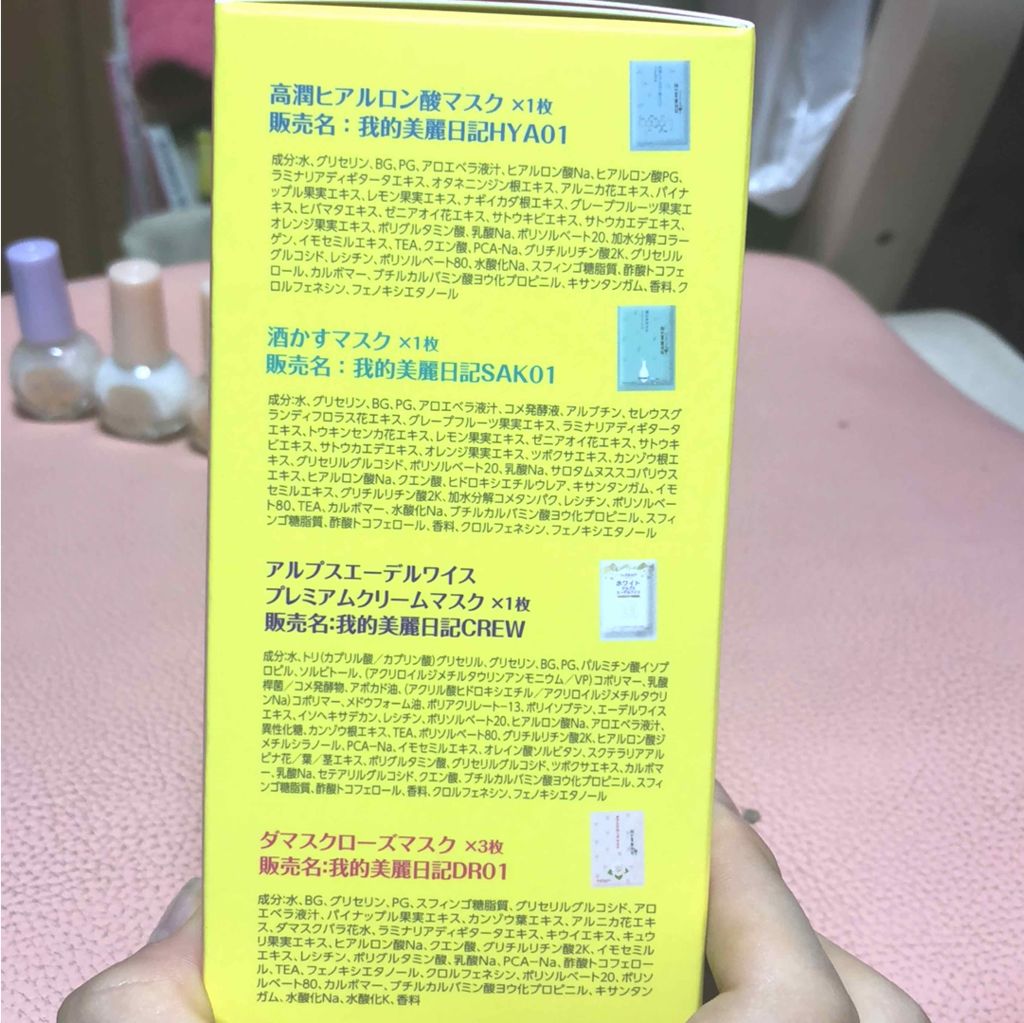 高潤ヒアルロン酸マスク ×1枚
販売名：我的美麗日記HYA01
成分:水、グリセリン、BG、PG、アロエベラ液汁、ヒアルロン酸Na、ヒアルロン酸PG、
ラミナリアディギタータエキス、オタネニンジン根エキス、アルニカ花エキス、パイナ
ップル果実エキス、レモン果実エキス、ナギイカダ根エキス、グレープフルーツ果実エ
キス、ヒバマタエキス、ゼニアオイ花エキス、サトウキビエキス、サトウカエデエキス、
オレンジ果実エキス、ポリグルタミン酸、乳酸Na、ポリソルベート20、加水分解コラー
ゲン、イモセミルエキス、TEA、クエン酸、PCA-Na、グリチルリチン酸2K、グリセリル
グルコシド、レシチン、ポリソルベート80、水酸化Na、スフィンゴ糖脂質、酢酸トコフェ
ロール、カルボマー、ブチルカルバミン酸ヨウ化プロピニル、キサンタンガム、香料、ク
ロルフェネシン、フェノキシエタノール
酒かすマスク ×1枚
販売名：我的美麗日記SAK01
成分:水、グリセリン、BG、PG、アロエベラ液汁、コメ発酵液、アルブチン、セレウスグ
ランディフロラス花エキス、グレープフルーツ果実エキス、ラミナリアディギタータ
エキス、トウキンセンカ花エキス、レモン果実エキス、ゼニアオイ花エキス、サトウキ
ビエキス、サトウカエデエキス、オレンジ果実エキス、ツボクサエキス、カンゾウ根エ
キス、グリセリルグルコシド、ポリソルベート20、乳酸Na、サロタムヌススコパリウス
エキス、ヒアルロン酸Na、クエン酸、ヒドロキシエチルウレア、キサンタンガム、イモ
セミルエキス、グリチルリチン酸2K、加水分解コメタンパク、レシチン、ポリソルベー
ト80、TEA、カルボマー、水酸化Na、ブチルカルバミン酸ヨウ化プロピニル、スフィ
ンゴ糖脂質、酢酸トコフェロール、香料、クロルフェネシン、フェノキシエタノール
アルプスエーデルワイス
プレミアムクリームマスク ×1枚
販売名:我的美麗日記CREW
成分:水、トリ(カプリル酸／カプリン酸)グリセリル、グリセリン、BG、PG、パルミチン酸イソプ
ロピル、ソルビトール、(アクリロイルジメチルタウリンアンモニウム／VP)コポリマー、乳酸
桿菌／コメ発酵物、アボカド油、(アクリル酸ヒドロキシエチル／アクリロイルジメチルタウリ
ンNa)コポリマー、メドウフォーム油、ポリアクリレート-13、ポリイソブテン、エーデルワイス
エキス、イソヘキサデカン、レシチン、ポリソルベート20、ヒアルロン酸Na、アロエベラ液汁、
異性化糖、カンゾウ根エキス、TEA、ポリソルベート80、グリチルリチン酸2K、ヒアルロン酸ジ
メチルシラノール、PCA−Na、イモセミルエキス、オレイン酸ソルビタン、スクテラリアアル
ピナ花／葉／茎エキス、ポリグルタミン酸、グリセリルグルコシド、ツボクサエキス、カルボマ
ー、乳酸Na、セテアリルグルコシド、クエン酸、ブチルカルバミン酸ヨウ化プロピニル、スフィ
ンゴ糖脂質、酢酸トコフェロール、香料、クロルフェネシン、フェノキシエタノール
ダマスクローズマスク ×3枚
販売名:我的美麗日記DR01
成分:水、BG、グリセリン、PG、スフィンゴ糖脂質、グリセリルグルコシド、アロ
エベラ液汁、パイナップル果実エキス、カンゾウ葉エキス、アルニカ花エキ
ス、ダマスクバラ花水、ラミナリアディギタータエキス、キウイエキス、キュウ
リ果実エキス、ヒアルロン酸Na、クエン酸、グリチルリチン酸2K、イモセミル
エキス、レシチン、ポリグルタミン酸、乳酸Na、PCA−Na、酢酸トコフェロー
ル、TEA、フェノキシエタノール、クロルフェネシン、ポリソルベート20、ポリソ
ルベート80、カルボマー、ブチルカルバミン酸ヨウ化プロピニル、キサンタン
ガム、水酸化Na、水酸化K、香料